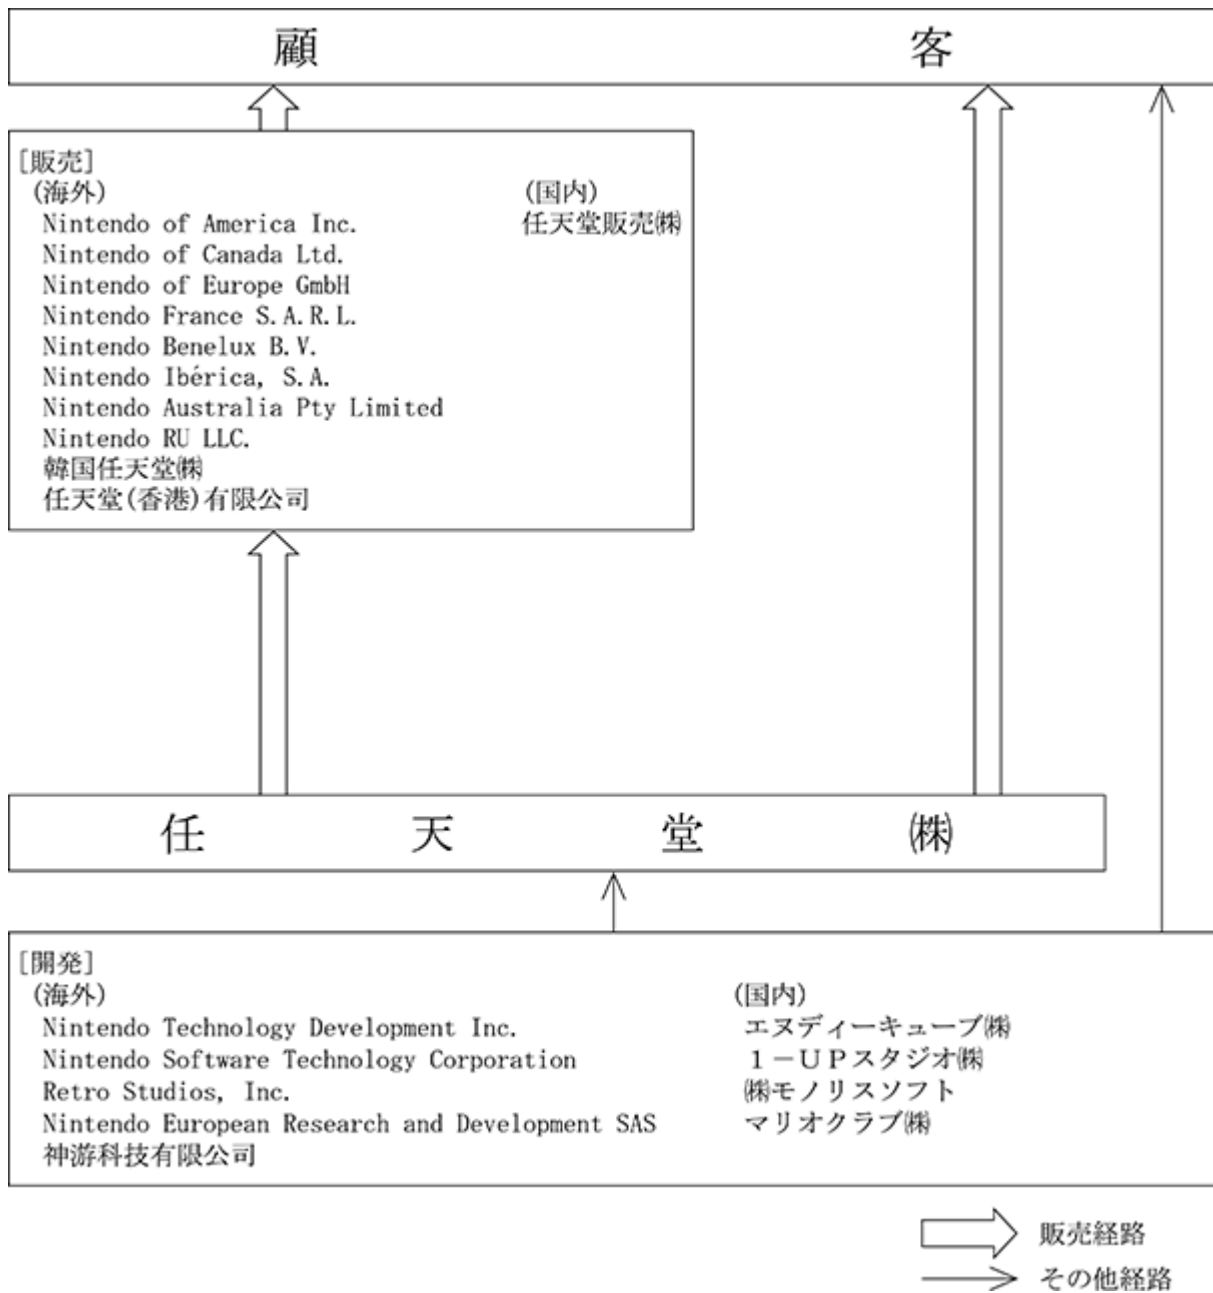 顧 客
[販売]
(海外) (国内)
Nintendo of America Inc. 任天堂販売㈱
Nintendo of Canada Ltd.
Nintendo of Europe GmbH
Nintendo France S.A.R.L.
Nintendo Benelux B.V.
Nintendo Ibérica, S.A.
Nintendo Australia Pty Limited
Nintendo RU LLC.
韓国任天堂㈱
任天堂(香港)有限公司
任 天 堂 ㈱
[開発]
(海外) (国内)
Nintendo Technology Development Inc. エヌディーキューブ㈱
Nintendo Software Technology Corporation 1－UPスタジオ㈱
Retro Studios, Inc. ㈱モノリスソフト
Nintendo European Research and Development SAS マリオクラブ㈱
神游科技有限公司
販売経路
その他経路